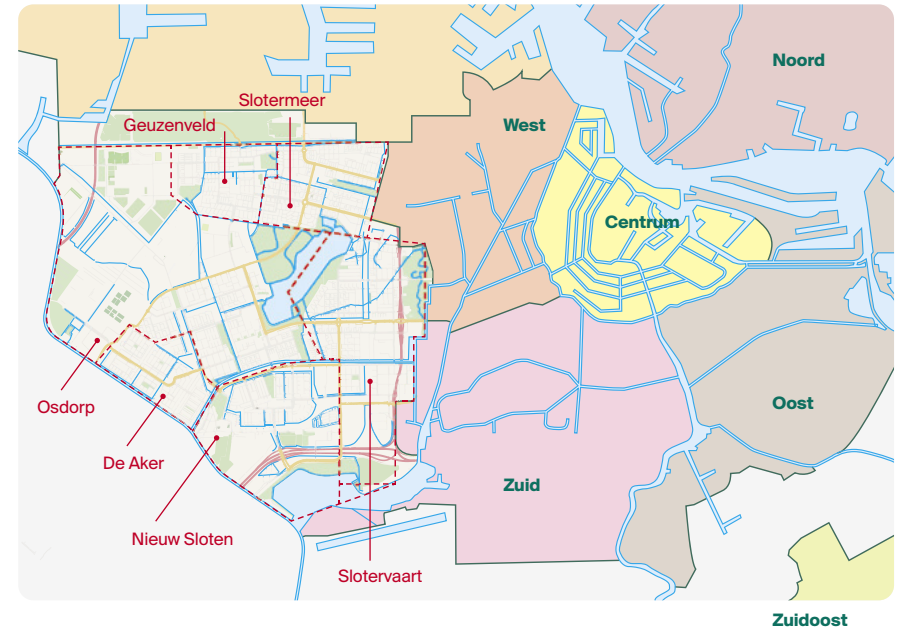 Noord
Slotermeer
Geuzenveld
West
Centrum
Osdorp
Oost
De Aker
Zuid
Nieuw Sloten
Slotervaart
Zuidoost